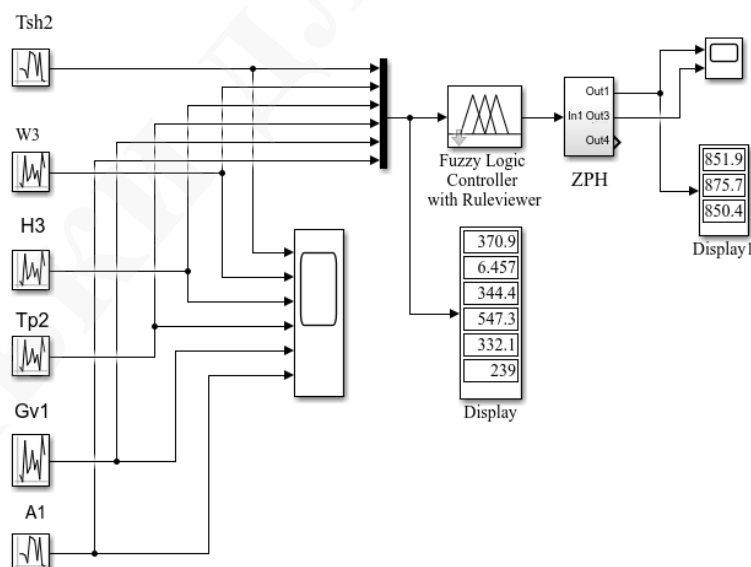 Tsh2
W3
H3
Tp2
Gv1
A1
Fuzzy Logic
Controller
with Ruleviewer
In1
Out1
Out3
Out4
ZPH
851.9
875.7
850.4
Display1
370.9
6.457
344.4
547.3
332.1
239
Display